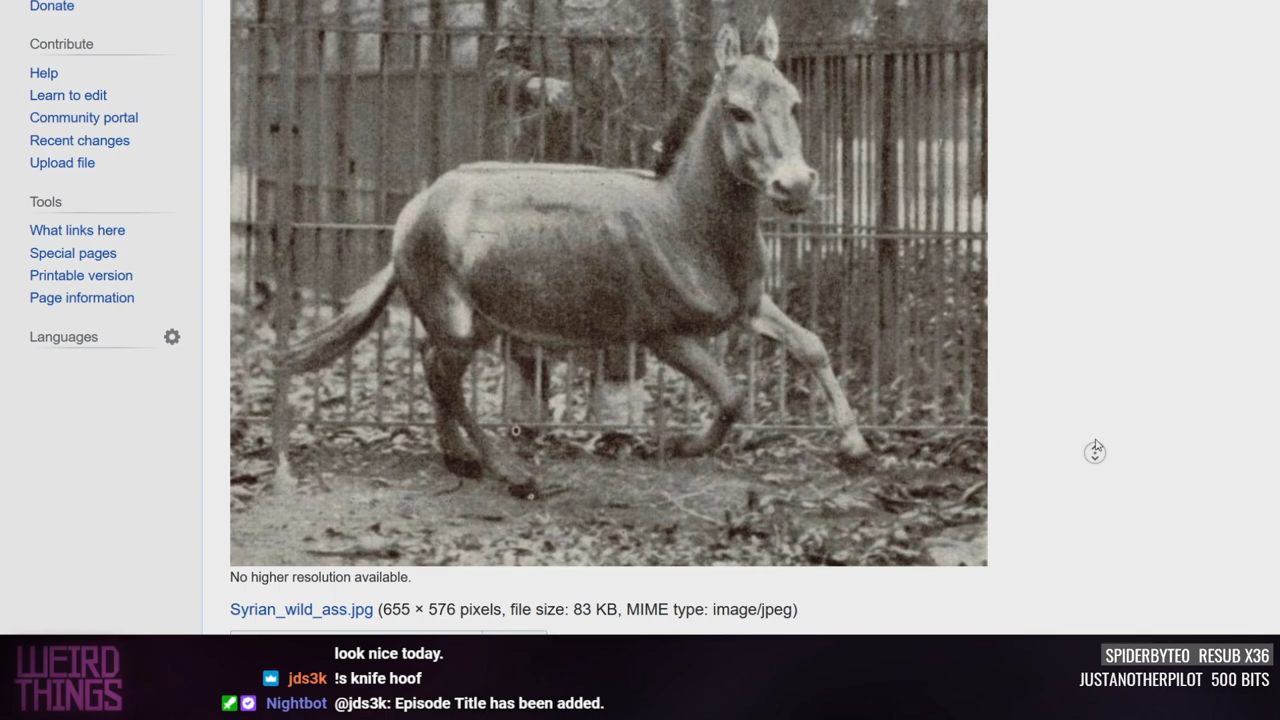 Donate
Contribute
Help
Learn to edit
Community portal
Recent changes
Upload file
Tools
What links here
Special pages
Printable version
Page information
Languages
No higher resolution available.
Syrian_wild_ass.jpg (655 × 576 pixels, file size: 83 KB, MIME type: image/jpeg)
WEIRD
THINGS
look nice today.
jds3k !s knife hoof
Nightbot @jds3k: Episode Title has been added.
SPIDERBYTE0 RESUB X36
JUSTANOTHERPILOT 500 BITS